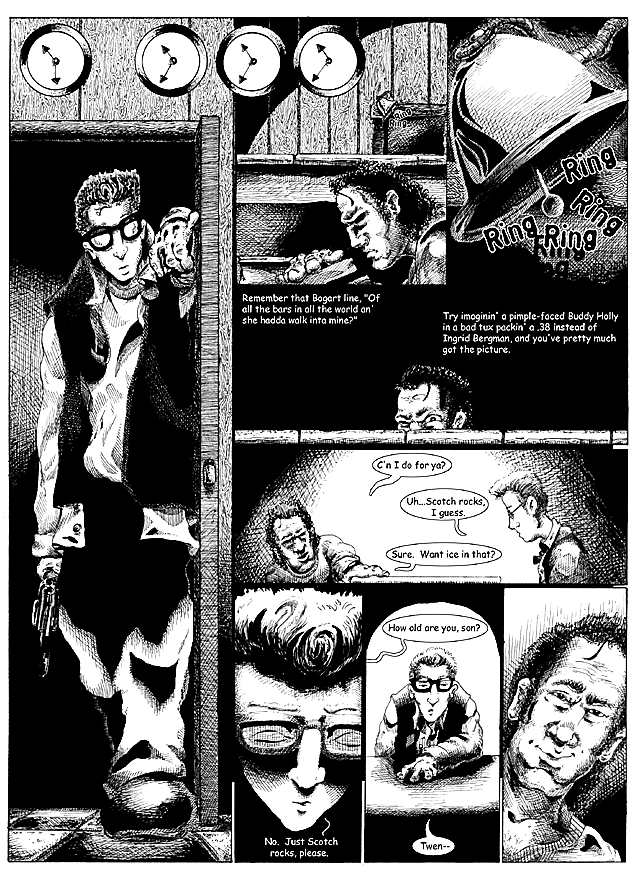 Ring
Ring
Ring
Ring
Remember that Bogart line, "Of
all the bars in all the world an'
she hadda walk inta mine?"
Try imaginin' a pimple-faced Buddy Holly
in a bad tux packin' a .38 instead of
Ingrid Bergman, and you've pretty much
got the picture.
C'n I do for ya?
Uh...Scotch rocks,
I guess.
Sure. Want ice in that?
No. Just Scotch
rocks, please.
How old are you, son?
Twen--